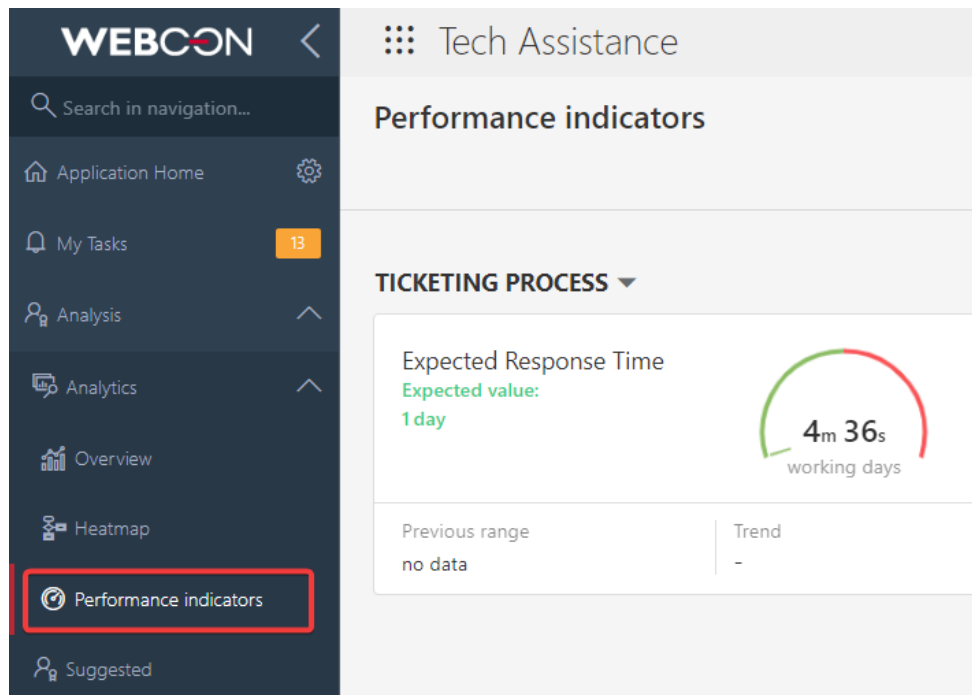 WEBCON
Search in navigation...
Application Home
My Tasks
13
Analysis
Analytics
Overview
Heatmap
Performance indicators
Suggested
Tech Assistance
Performance indicators
TICKETING PROCESS
Expected Response Time
Expected value:
1 day
4m 36s
working days
Previous range
no data
Trend
-